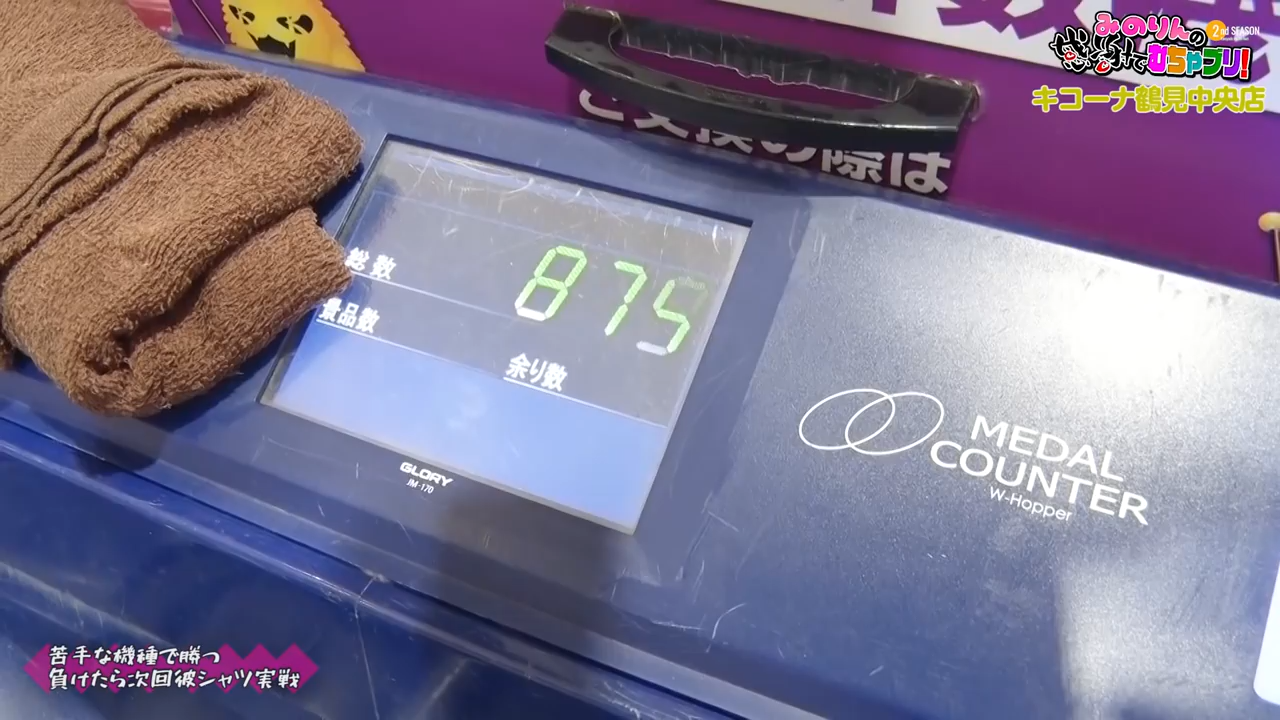 みのりんの
むちゃブリ!
2nd SEASON
キコーナ鶴見中央店
ご交換の際は
総数
875
景品数
余り数
GLORY
JM-170
MEDAL
COUNTER
W-Hopper
苦手な機種で勝つ
負けたら次回彼シャツ実戦